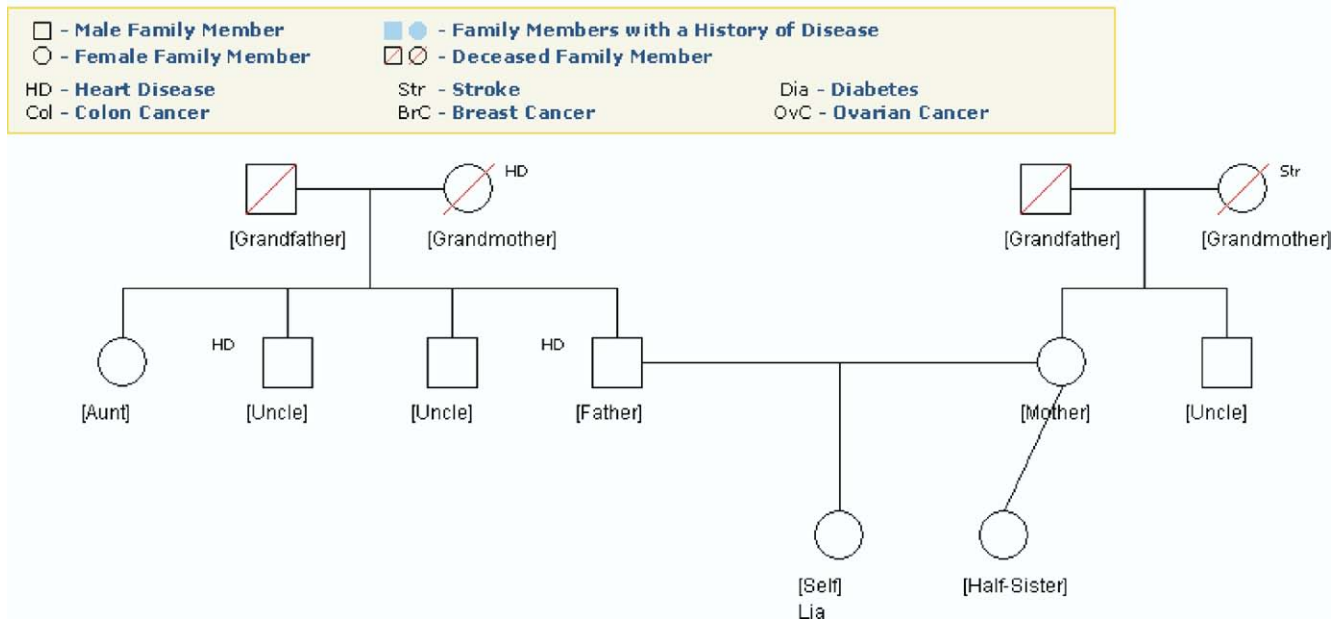 - Male Family Member - Family Members with a History of Disease
- Female Family Member - Deceased Family Member
HD - Heart Disease Str - Stroke Dia - Diabetes
Col - Colon Cancer BrC - Breast Cancer OvC - Ovarian Cancer
HD Str
[Grandfather] [Grandmother] [Grandfather] [Grandmother]
HD HD
[Aunt] [Uncle] [Uncle] [Father] [Mother] [Uncle]
[Self] [Half-Sister]
Lia